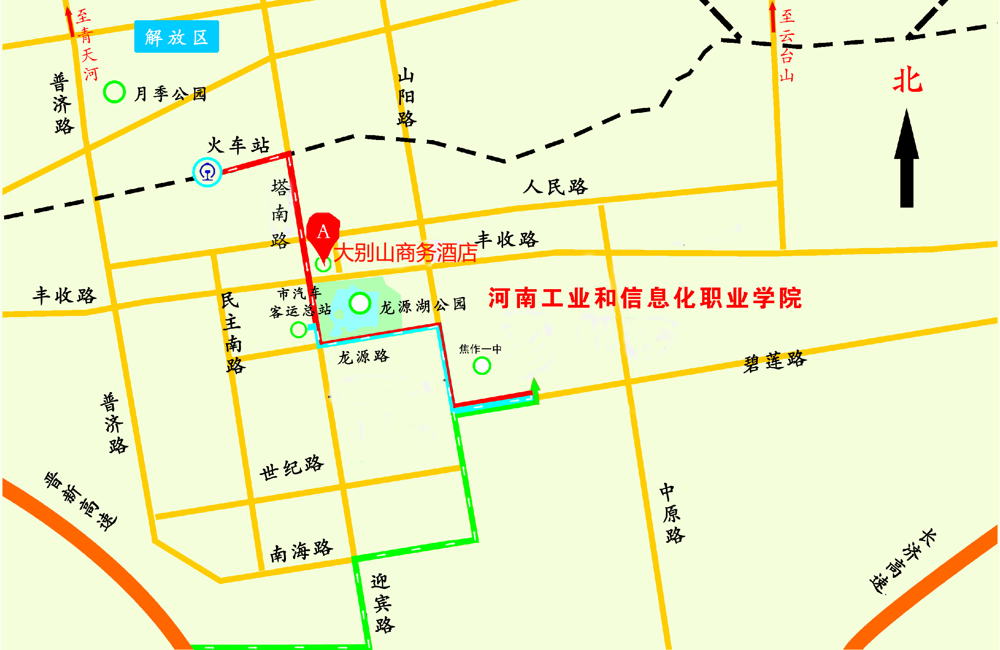 至青天河
解放区
至云台山
普济路
月季公园
山阳路
北
火车站
人民路
塔南路
A
大别山商务酒店
丰收路
丰收路
市汽车
客运总站
龙源湖公园
河南工业和信息化职业学院
民主南路
龙源路
焦作一中
碧莲路
普济路
世纪路
晋新高速
中原路
南海路
长济高速
迎宾路